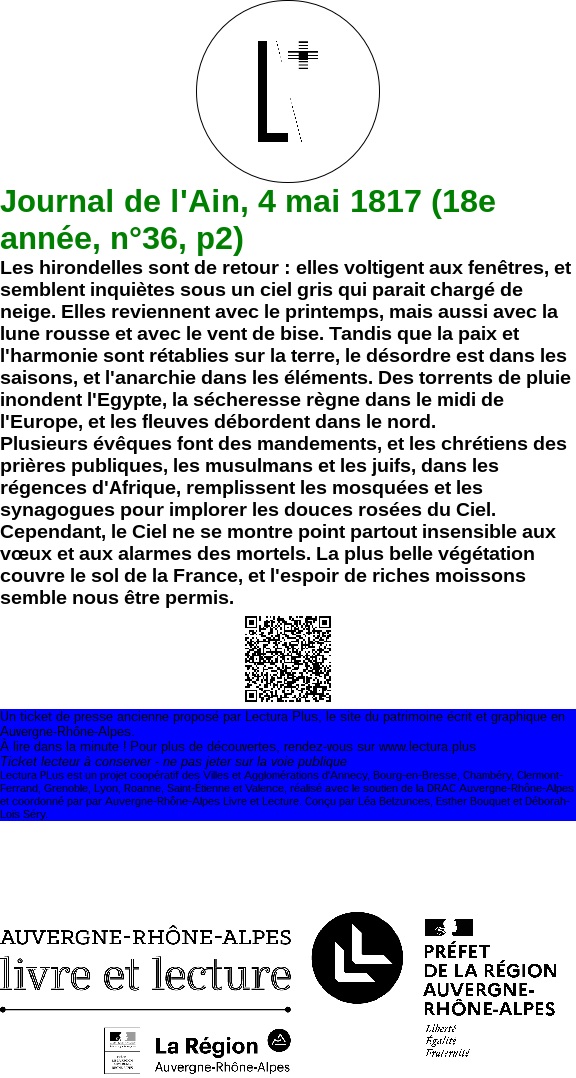 L+
Journal de l'Ain, 4 mai 1817 (18e
année, n°36, p2)
Les hirondelles sont de retour : elles voltigent aux fenêtres, et
semblent inquiètes sous un ciel gris qui parait chargé de
neige. Elles reviennent avec le printemps, mais aussi avec la
lune rousse et avec le vent de bise. Tandis que la paix et
l'harmonie sont rétablies sur la terre, le désordre est dans les
saisons, et l'anarchie dans les éléments. Des torrents de pluie
inondent l'Egypte, la sécheresse règne dans le midi de
l'Europe, et les fleuves débordent dans le nord.
Plusieurs évêques font des mandements, et les chrétiens des
prières publiques, les musulmans et les juifs, dans les
régences d'Afrique, remplissent les mosquées et les
synagogues pour implorer les douces rosées du Ciel.
Cependant, le Ciel ne se montre point partout insensible aux
vœux et aux alarmes des mortels. La plus belle végétation
couvre le sol de la France, et l'espoir de riches moissons
semble nous être permis.
Un ticket de presse ancienne proposé par Lectura Plus, le site du patrimoine écrit et graphique en
Auvergne-Rhône-Alpes.
A lire dans la minute ! Pour plus de découvertes, rendez-vous sur www.lectura.plus
Ticket lecteur à conserver - ne pas jeter sur la voie publique
Lectura PLus est un projet coopératif des Villes et Agglomérations d'Annecy, Bourg-en-Bresse, Chambéry, Clermont-
Ferrand, Grenoble, Lyon, Roanne, Saint-Etienne et Valence, réalisé avec le soutien de la DRAC Auvergne-Rhône-Alpes
et coordonné par par Auvergne-Rhône-Alpes Livre et Lecture. Conçu par Léa Belzunces, Esther Bouquet et Déborah-
Loïs Séry.
AUVERGNE-RHÔNE-ALPES
livre et lecture
PRÉFET
DE LA RÉGION
AUVERGNE-
RHÔNE-ALPES
Liberté
Égalité
Fraternité
La Région
Auvergne-Rhône-Alpes